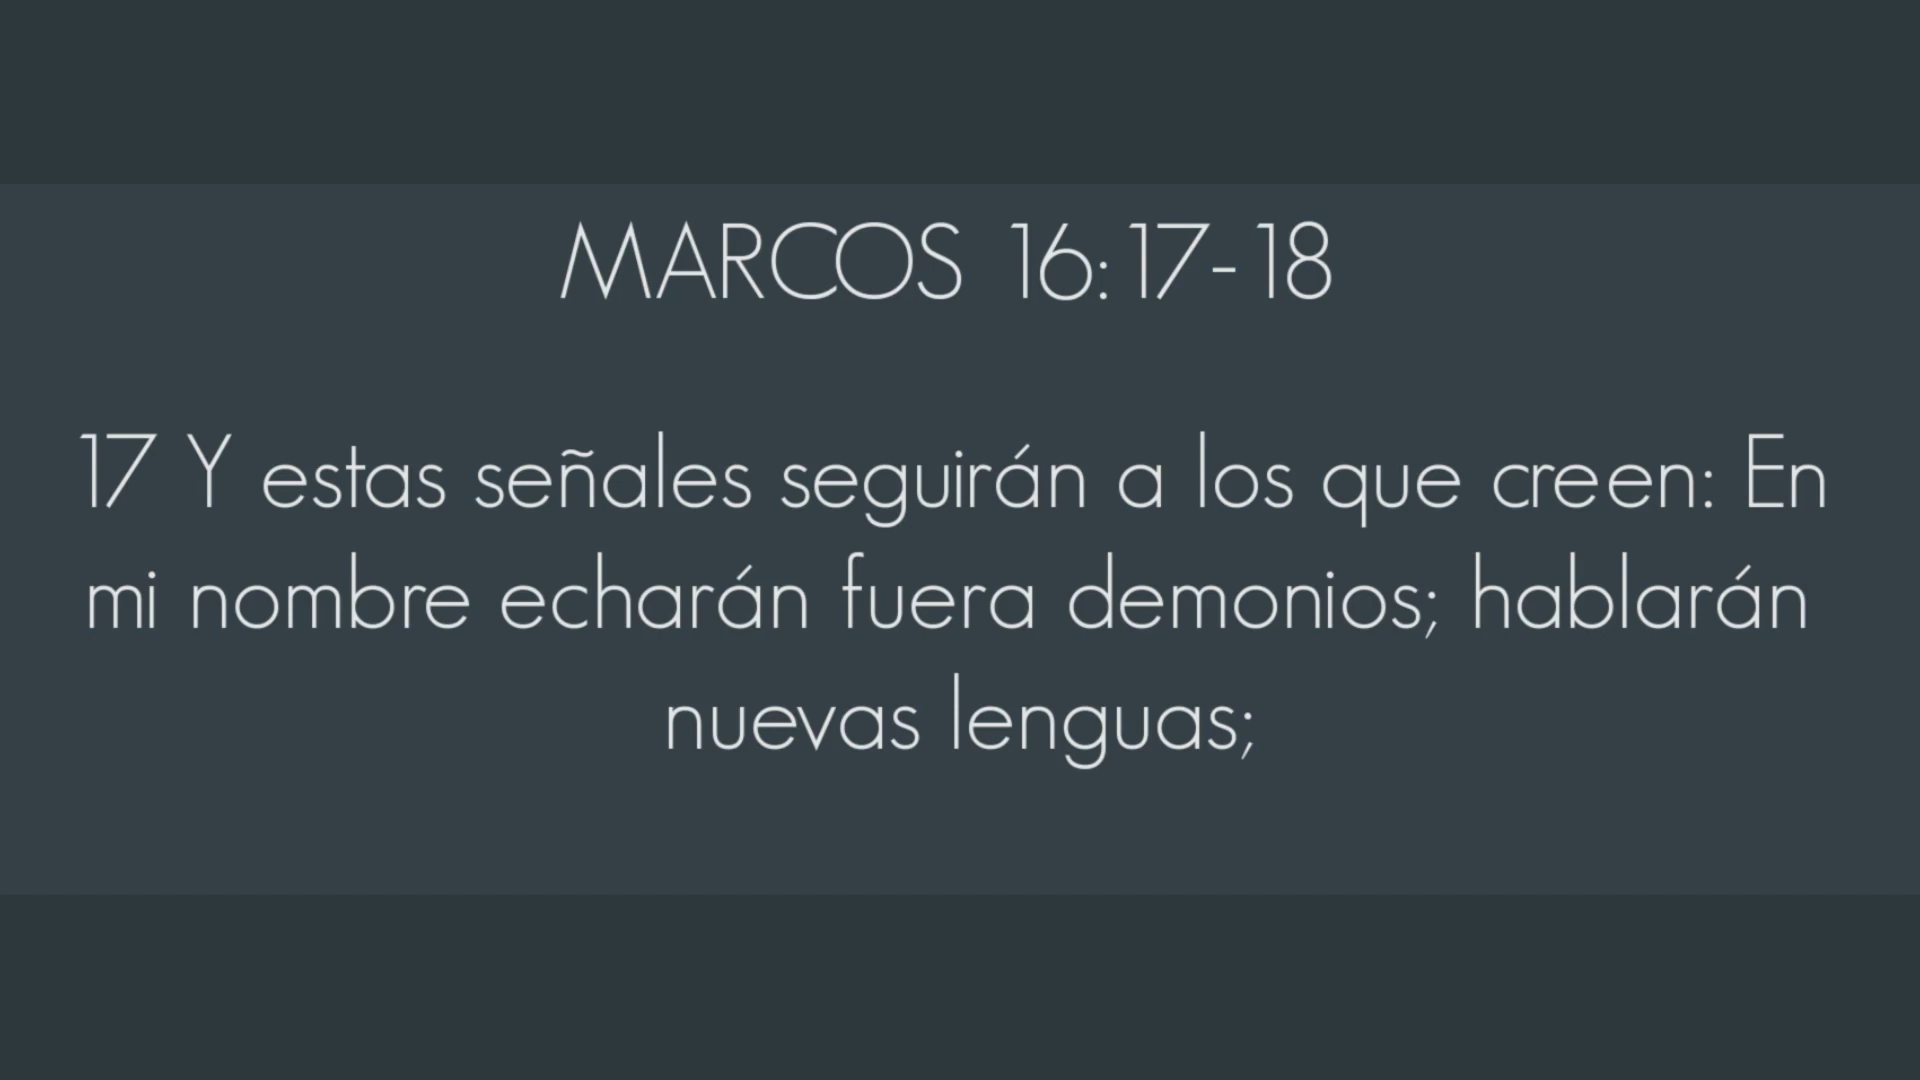 MARCOS 16:17-18
17 Y estas señales seguirán a los que creen: En
mi nombre echarán fuera demonios; hablarán
nuevas lenguas;